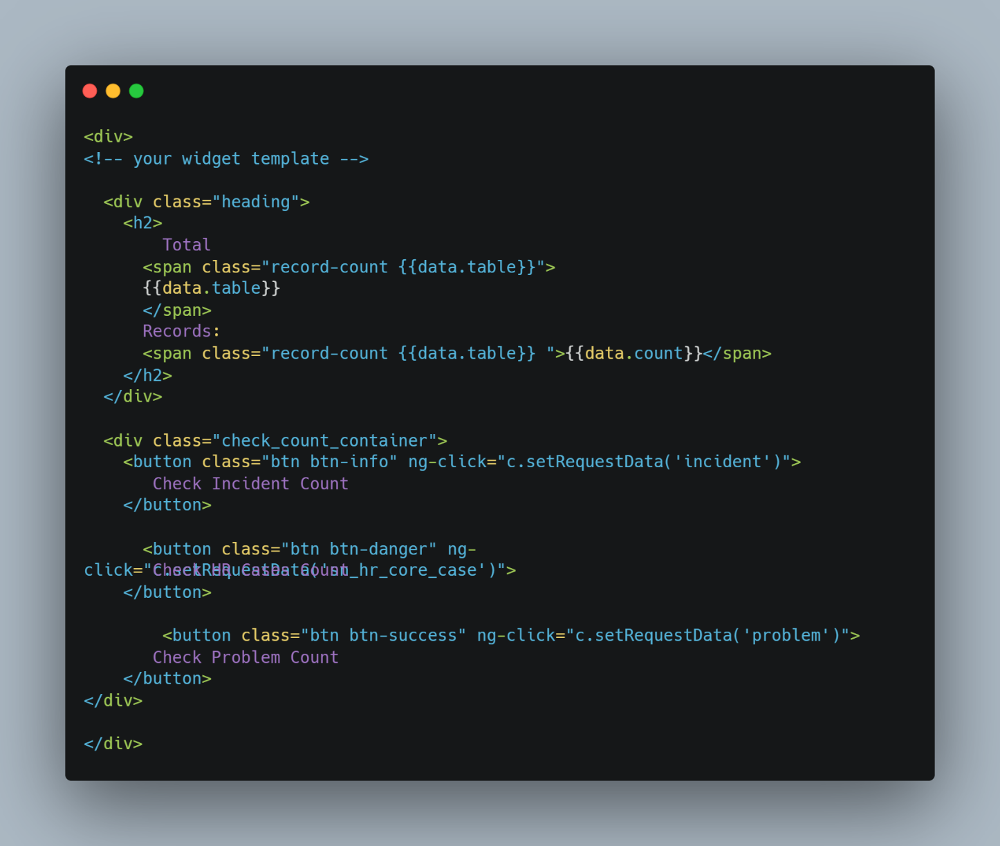 <div>
<!-- your widget template -->
<div class="heading">
<h2>
Total
<span class="record-count {{data.table}}">
{{data.table}}
</span>
Records:
<span class="record-count {{data.table}} ">{{data.count}}</span>
</h2>
</div>
<div class="check_count_container">
<button class="btn btn-info" ng-click="c.setRequestData('incident')">
Check Incident Count
</button>
<button class="btn btn-danger" ng-
click="c.setRequestData('sn_hr_core_case')">
Check HR Cases Count
</button>
<button class="btn btn-success" ng-click="c.setRequestData('problem')">
Check Problem Count
</button>
</div>
</div>